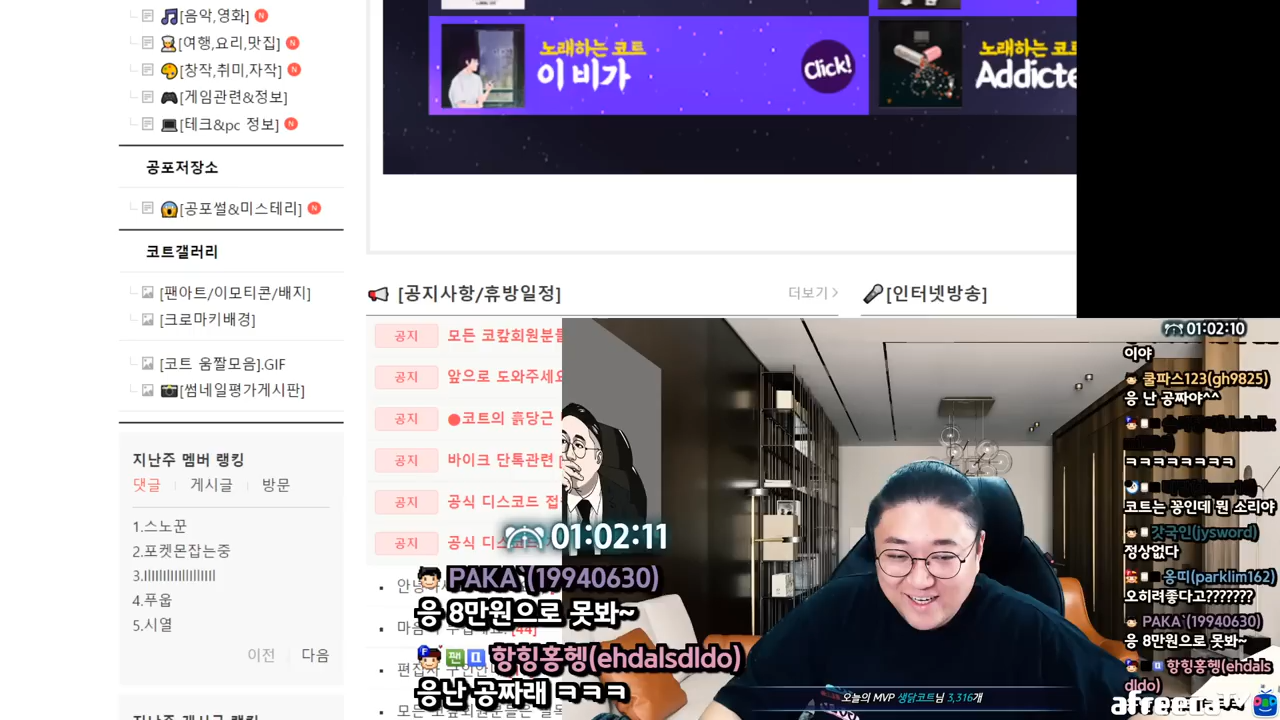 [음악,영화] N
[여행,요리,맛집] N
[창작,취미,자작] N
[게임관련&정보]
[테크&pc 정보] N
공포저장소
[공포썰&미스테리] N
코트갤러리
[팬아트/이모티콘/배지]
[크로마키배경]
[코트 움짤모음].GIF
[썸네일평가게시판]
지난주 멤버 랭킹
댓글 게시글 방문
1.스노꾼
2.포켓몬잡는중
4.푸웁
5.시열
이전 다음
노래하는 코트
이 비가
Click!
노래하는 코트
Addicte
[공지사항/휴방일정]
더보기
[인터넷방송]
공지 모든 코캎회원분들
공지 앞으로 도와주세요
공지 코트의 흙당근
공지 바이크 단톡관련
공지 공식 디스코드 접
공지 공식 디스코
01:02:11
PAKA`(19940630)
응 8만원으로 못봐~
팬 항힝홍헹(ehdalsdldo)
응난 공짜래 ㅋㅋㅋ
01:02:10
이야
쿨파스123(gh9825)
응 난 공짜야^^
ㅋㅋㅋㅋㅋㅋㅋㅋ
코트는 꽁인데 뭔 소리야
갓국인(jysword)
정상없다
옹띠(parklim162)
오히려좋다고???????
PAKA`(19940630)
응 8만원으로 못봐~
항힝홍헹(ehdals
dldo)
오늘의 MVP 생닭코트님 3,316개
afreecaTV